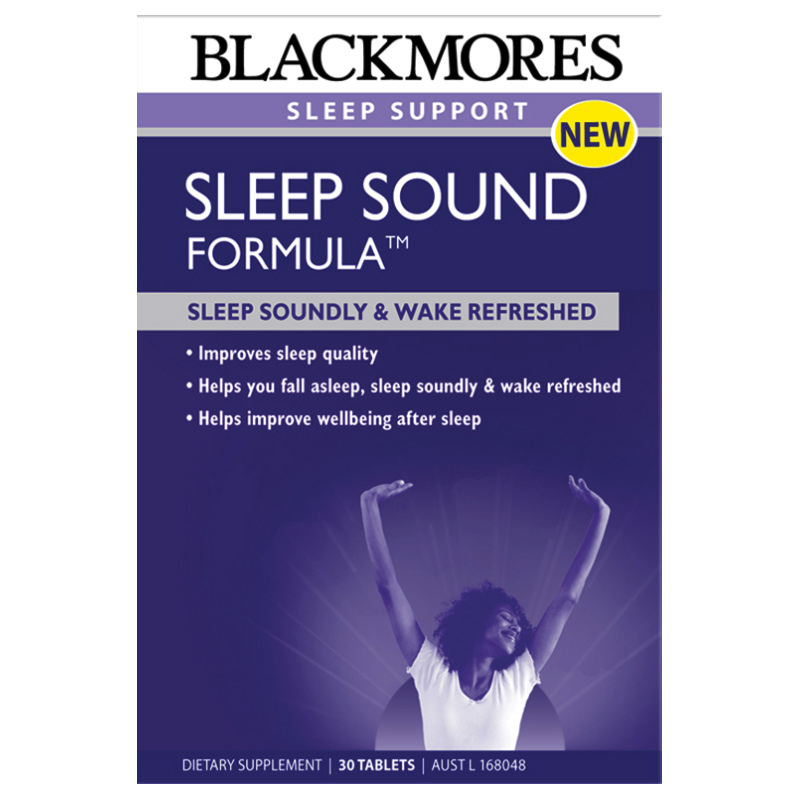 BLACKMORES
SLEEP SUPPORT
NEW
SLEEP SOUND
FORMULA™
SLEEP SOUNDLY & WAKE REFRESHED
• Improves sleep quality
• Helps you fall asleep, sleep soundly & wake refreshed
• Helps improve wellbeing after sleep
DIETARY SUPPLEMENT | 30 TABLETS | AUST L 168048